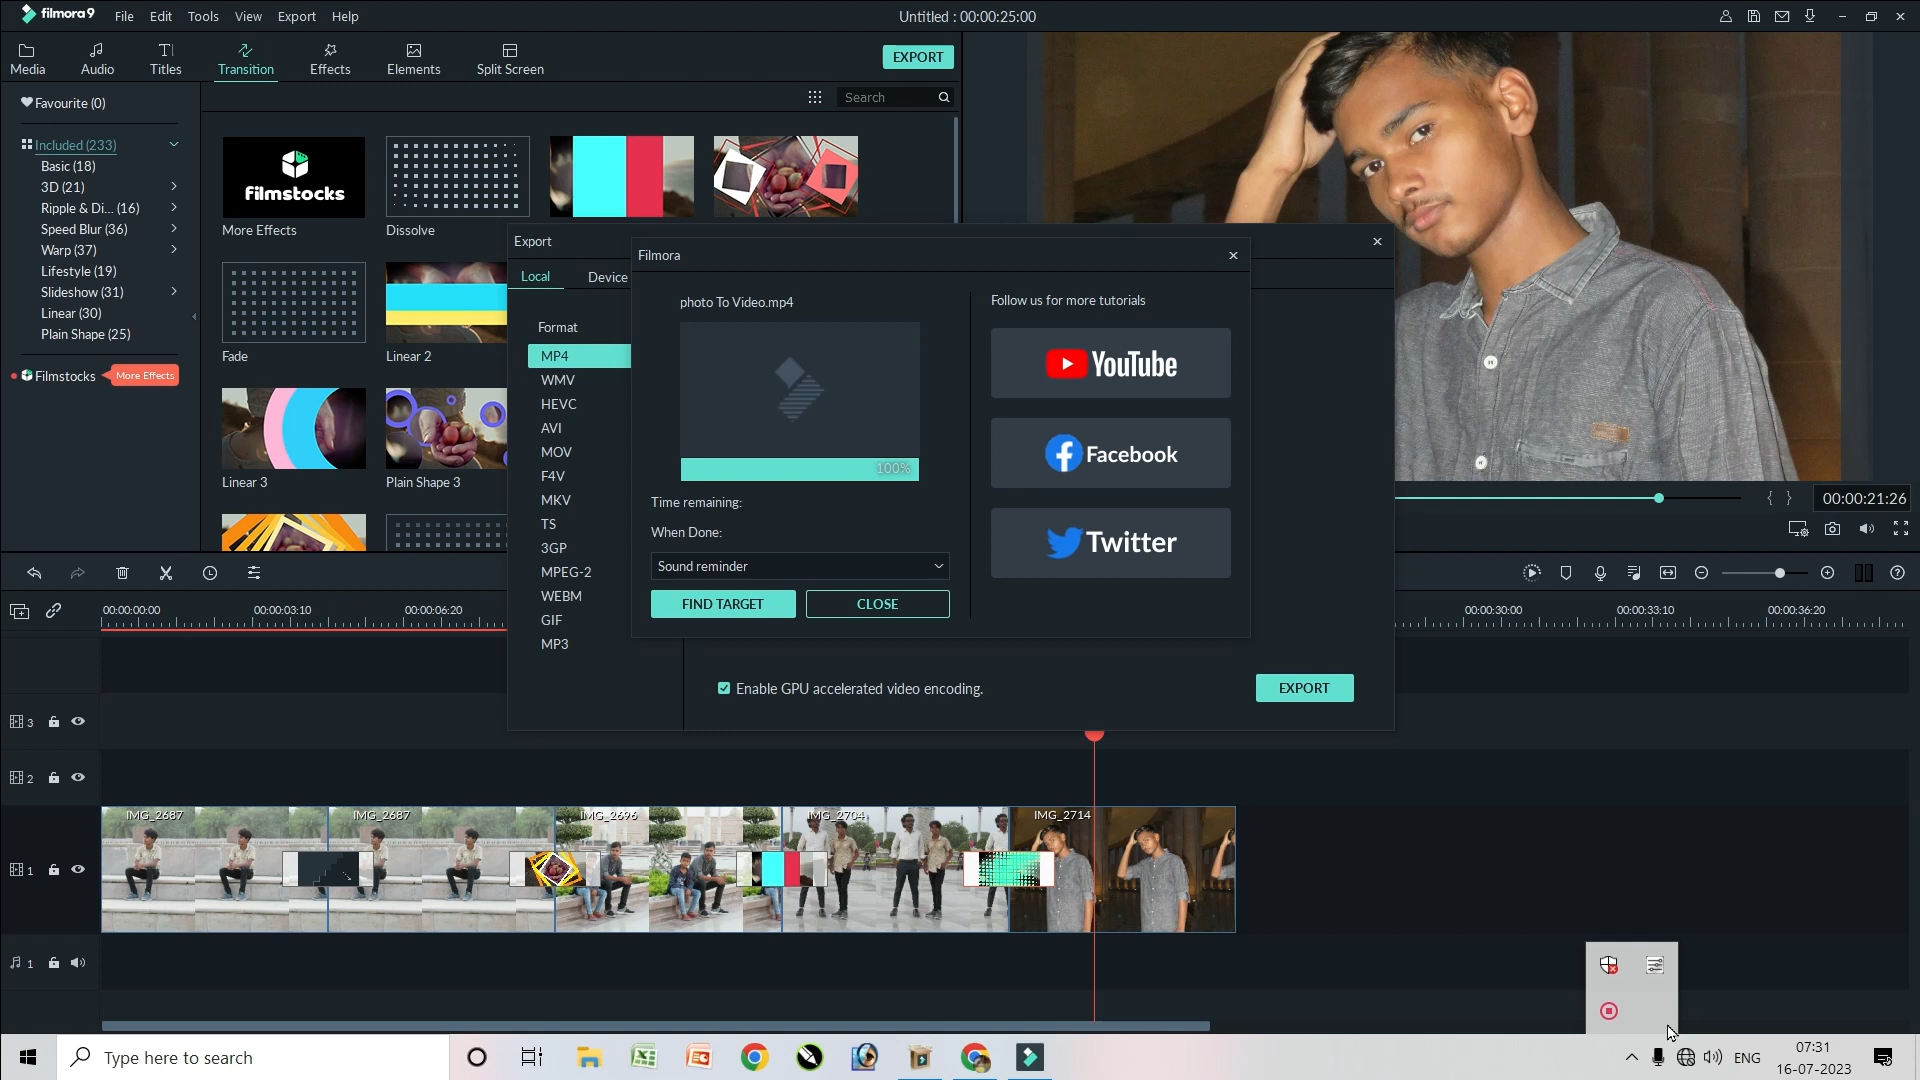 filmora9 File Edit Tools View Export Help Untitled : 00:00:25:00
Media Audio Titles Transition Effects Elements Split Screen EXPORT
Favourite (0)
Search
Included (233)
Basic (18)
3D (21)
Ripple & Di... (16)
Speed Blur (36)
Warp (37)
Lifestyle (19)
Slideshow (31)
Linear (30)
Plain Shape (25)
Filmstocks More Effects
filmstocks
More Effects Dissolve
Fade Linear 2
Linear 3 Plain Shape 3
Export
Local Device
Format
MP4
WMV
HEVC
AVI
MOV
F4V
MKV
TS
3GP
MPEG-2
WEBM
GIF
MP3
Filmora
photo To Video.mp4
100%
Time remaining:
When Done:
Sound reminder
FIND TARGET CLOSE
Follow us for more tutorials
YouTube
Facebook
Twitter
Enable GPU accelerated video encoding.
EXPORT
{ } 00:00:21:26
00:00:00:00 00:00:03:10 00:00:06:20 00:00:30:00 00:00:33:10 00:00:36:20
3
2
IMG_2687 IMG_2687 IMG_2696 IMG_2704 IMG_2714
1
1
Type here to search
ENG
07:31
16-07-2023